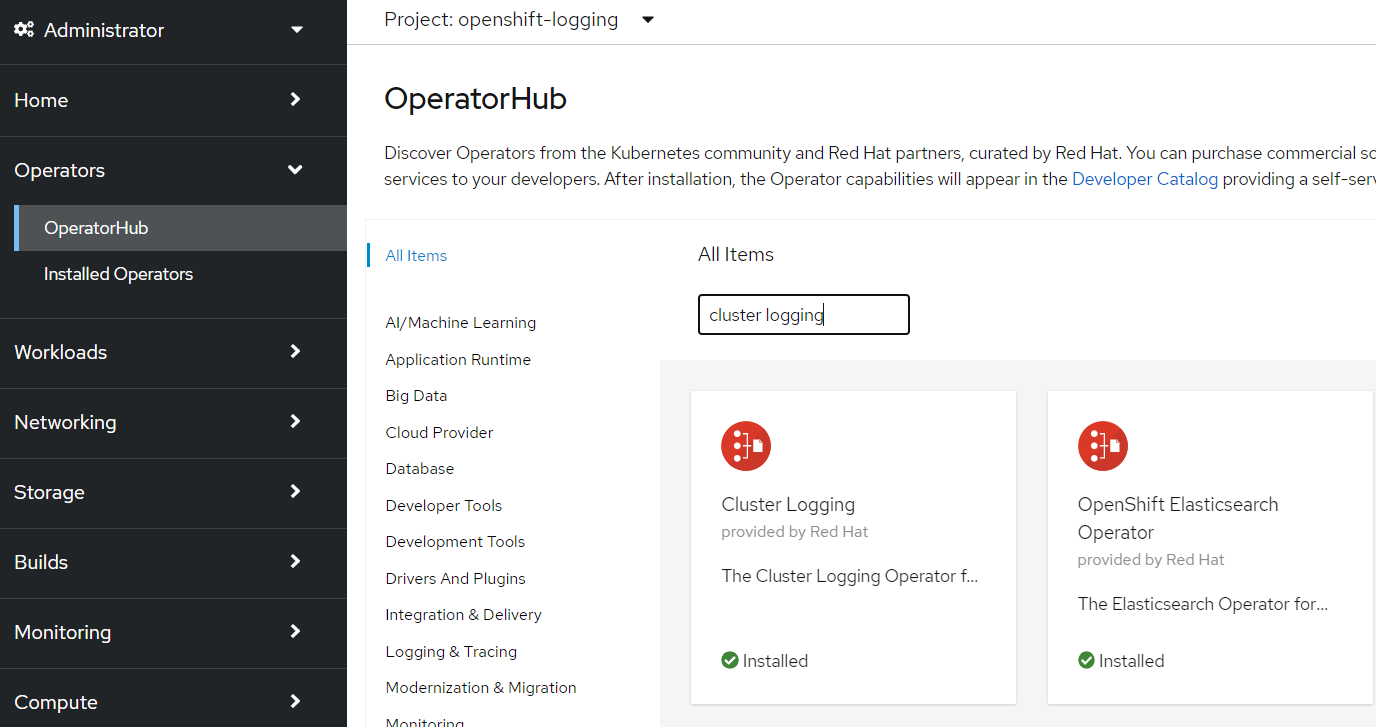 Administrator
Home
Operators
OperatorHub
Installed Operators
Workloads
Networking
Storage
Builds
Monitoring
Compute
Project: openshift-logging
OperatorHub
Discover Operators from the Kubernetes community and Red Hat partners, curated by Red Hat. You can purchase commercial
services to your developers. After installation, the Operator capabilities will appear in the Developer Catalog providing a
All Items
AI/Machine Learning
Application Runtime
Big Data
Cloud Provider
Database
Developer Tools
Development Tools
Drivers And Plugins
Integration & Delivery
Logging & Tracing
Modernization & Migration
Monitoring
All Items
cluster logging
Cluster Logging
provided by Red Hat
The Cluster Logging Operator f...
Installed
OpenShift Elasticsearch
Operator
provided by Red Hat
The Elasticsearch Operator for...
Installed